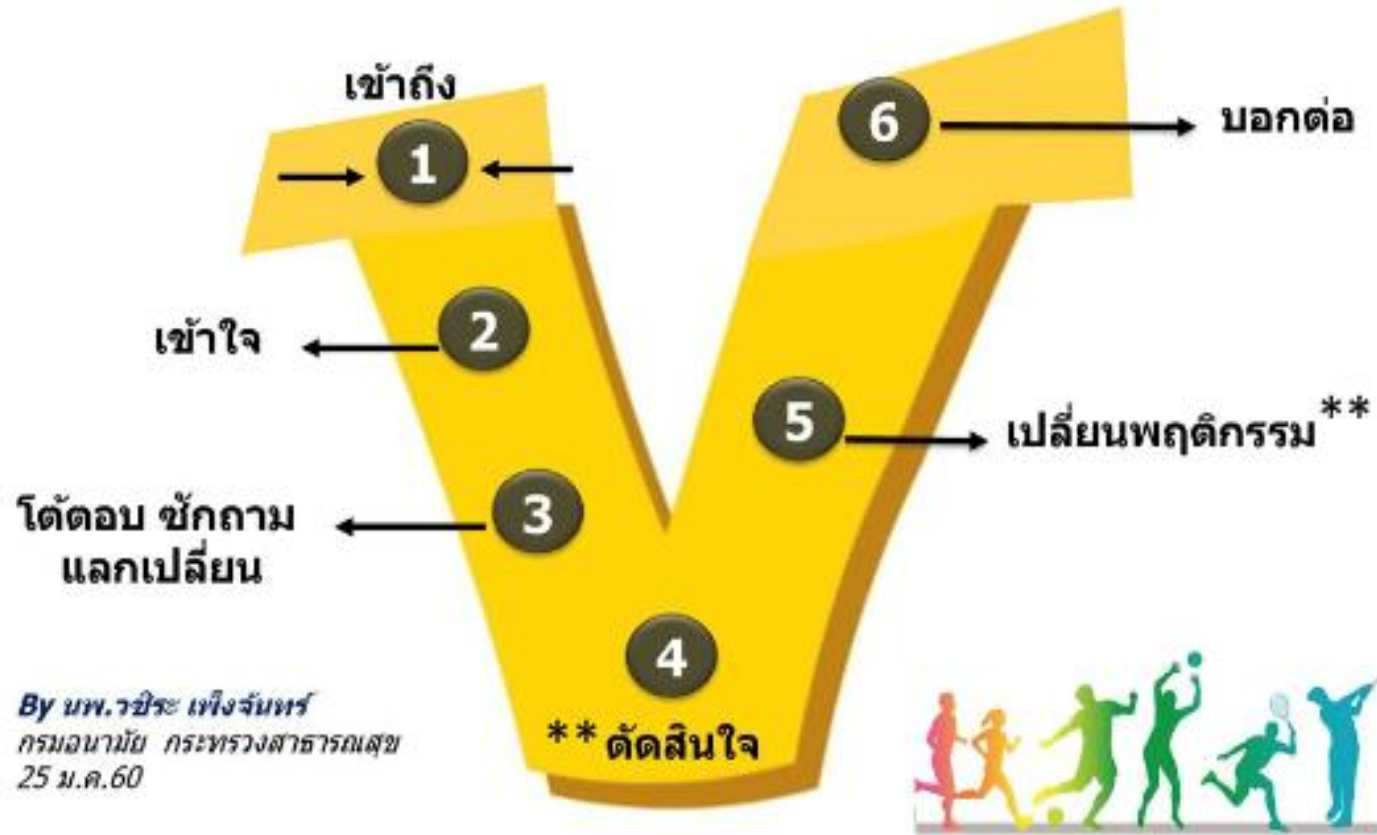 เข้าถึง
1
2
เข้าใจ
3
โต้ตอบ ซักถาม
แลกเปลี่ยน
4
**ตัดสินใจ
5
เปลี่ยนพฤติกรรม**
6
บอกต่อ
By นพ.วชิระ เพ็งจันทร์
กรมอนามัย กระทรวงสาธารณสุข
25 ม.ค.60